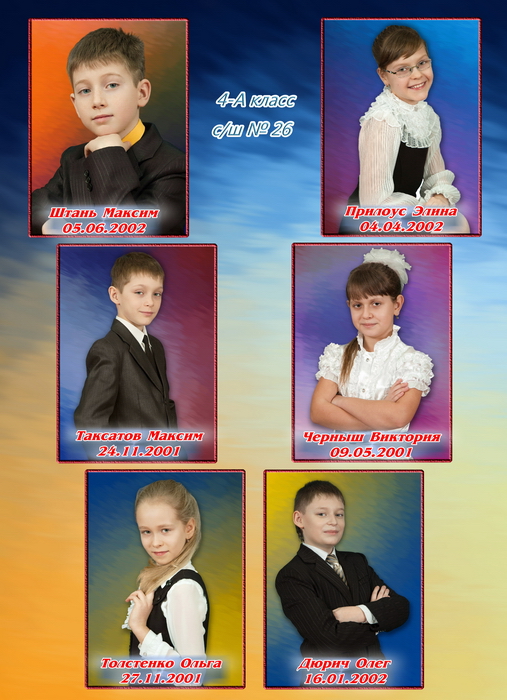 4-А класс
с/ш № 26
Штань Максим
05.06.2002
Прилоус Элина
04.04.2002
Таксатов Максим
24.11.2001
Черныш Виктория
09.05.2001
Толстенко Ольга
27.11.2001
Дюрич Олег
16.01.2002